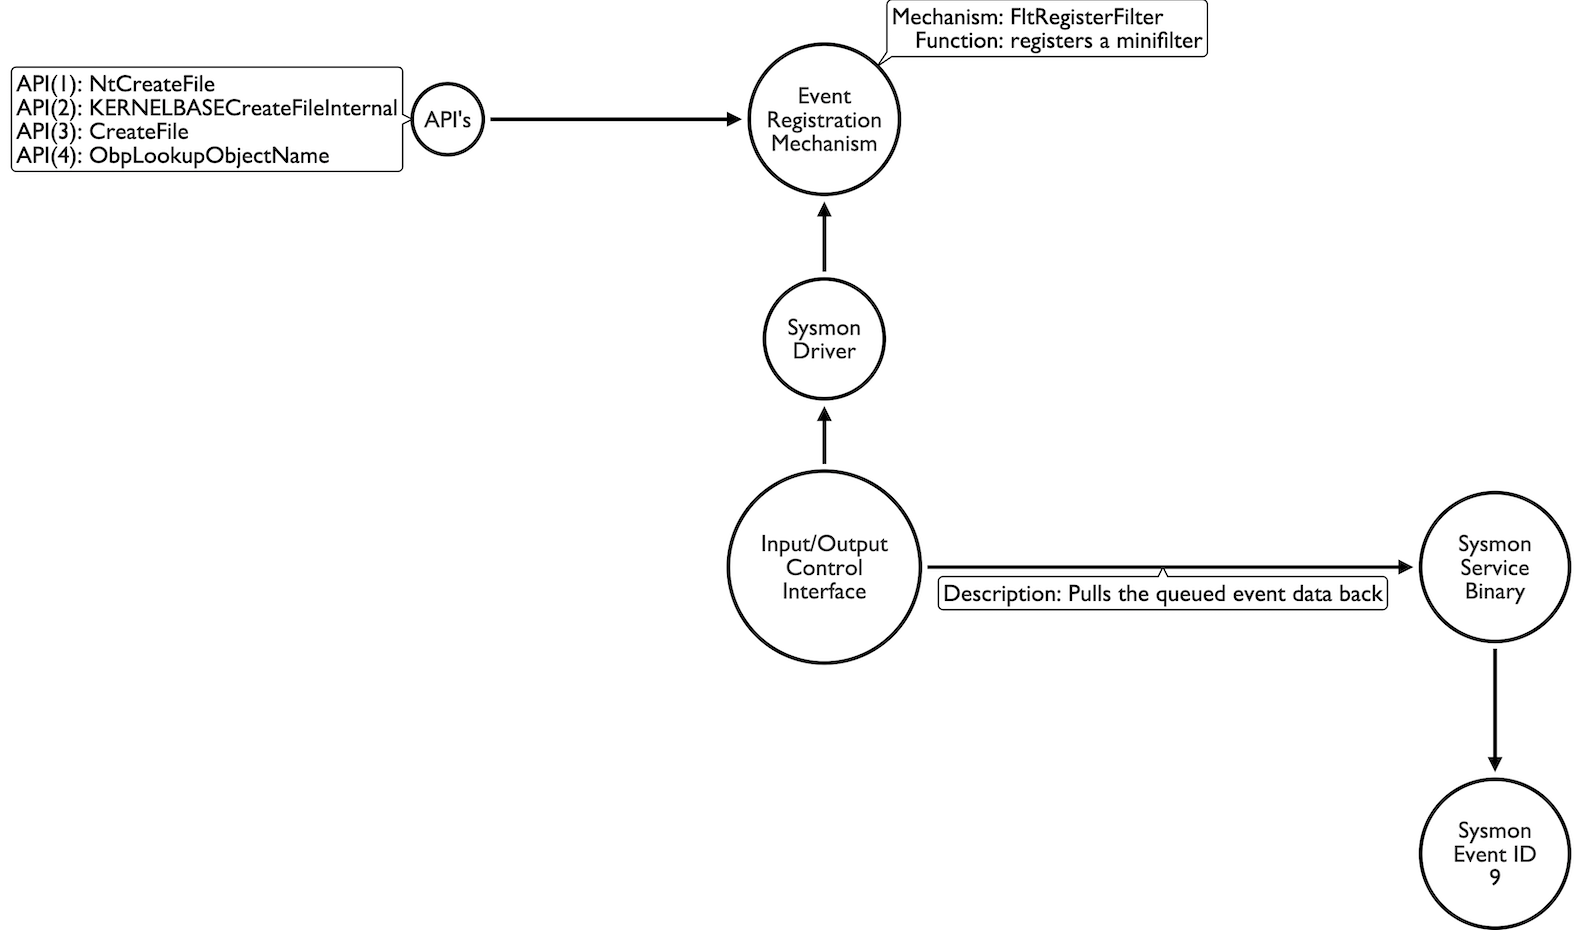 Mechanism: FltRegisterFilter
Function: registers a minifilter
API(1): NtCreateFile
API(2): KERNELBASECreateFileInternal
API(3): CreateFile
API(4): ObpLookupObjectName
API's
Event
Registration
Mechanism
Sysmon
Driver
Input/Output
Control
Interface
Description: Pulls the queued event data back
Sysmon
Service
Binary
Sysmon
Event ID
9